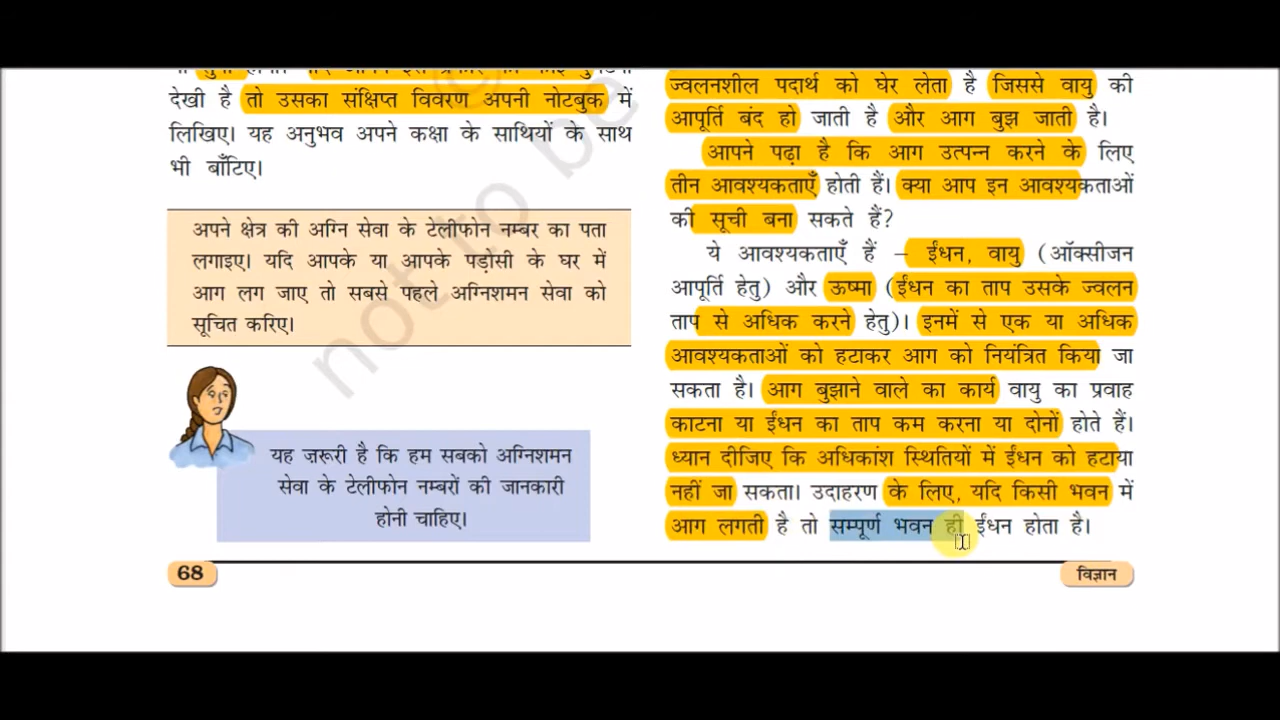 देखी है तो उसका संक्षिप्त विवरण अपनी नोटबुक में
लिखिए। यह अनुभव अपने कक्षा के साथियों के साथ
भी बाँटिए।
अपने क्षेत्र की अग्नि सेवा के टेलीफोन नम्बर का पता
लगाइए। यदि आपके या आपके पड़ोसी के घर में
आग लग जाए तो सबसे पहले अग्निशमन सेवा को
सूचित करिए।
यह ज़रूरी है कि हम सबको अग्निशमन
सेवा के टेलीफोन नम्बरों की जानकारी
होनी चाहिए।
ज्वलनशील पदार्थ को घेर लेता है जिससे वायु की
आपूर्ति बंद हो जाती है और आग बुझ जाती है।
आपने पढ़ा है कि आग उत्पन्न करने के लिए
तीन आवश्यकताएँ होती हैं। क्या आप इन आवश्यकताओं
की सूची बना सकते हैं?
ये आवश्यकताएँ हैं – ईंधन, वायु (ऑक्सीजन
आपूर्ति हेतु) और ऊष्मा (ईंधन का ताप उसके ज्वलन
ताप से अधिक करने हेतु)। इनमें से एक या अधिक
आवश्यकताओं को हटाकर आग को नियंत्रित किया जा
सकता है। आग बुझाने वाले का कार्य वायु का प्रवाह
काटना या ईंधन का ताप कम करना या दोनों होते हैं।
ध्यान दीजिए कि अधिकांश स्थितियों में ईंधन को हटाया
नहीं जा सकता। उदाहरण के लिए, यदि किसी भवन में
आग लगती है तो सम्पूर्ण भवन ही ईंधन होता है।
68
विज्ञान
not to be